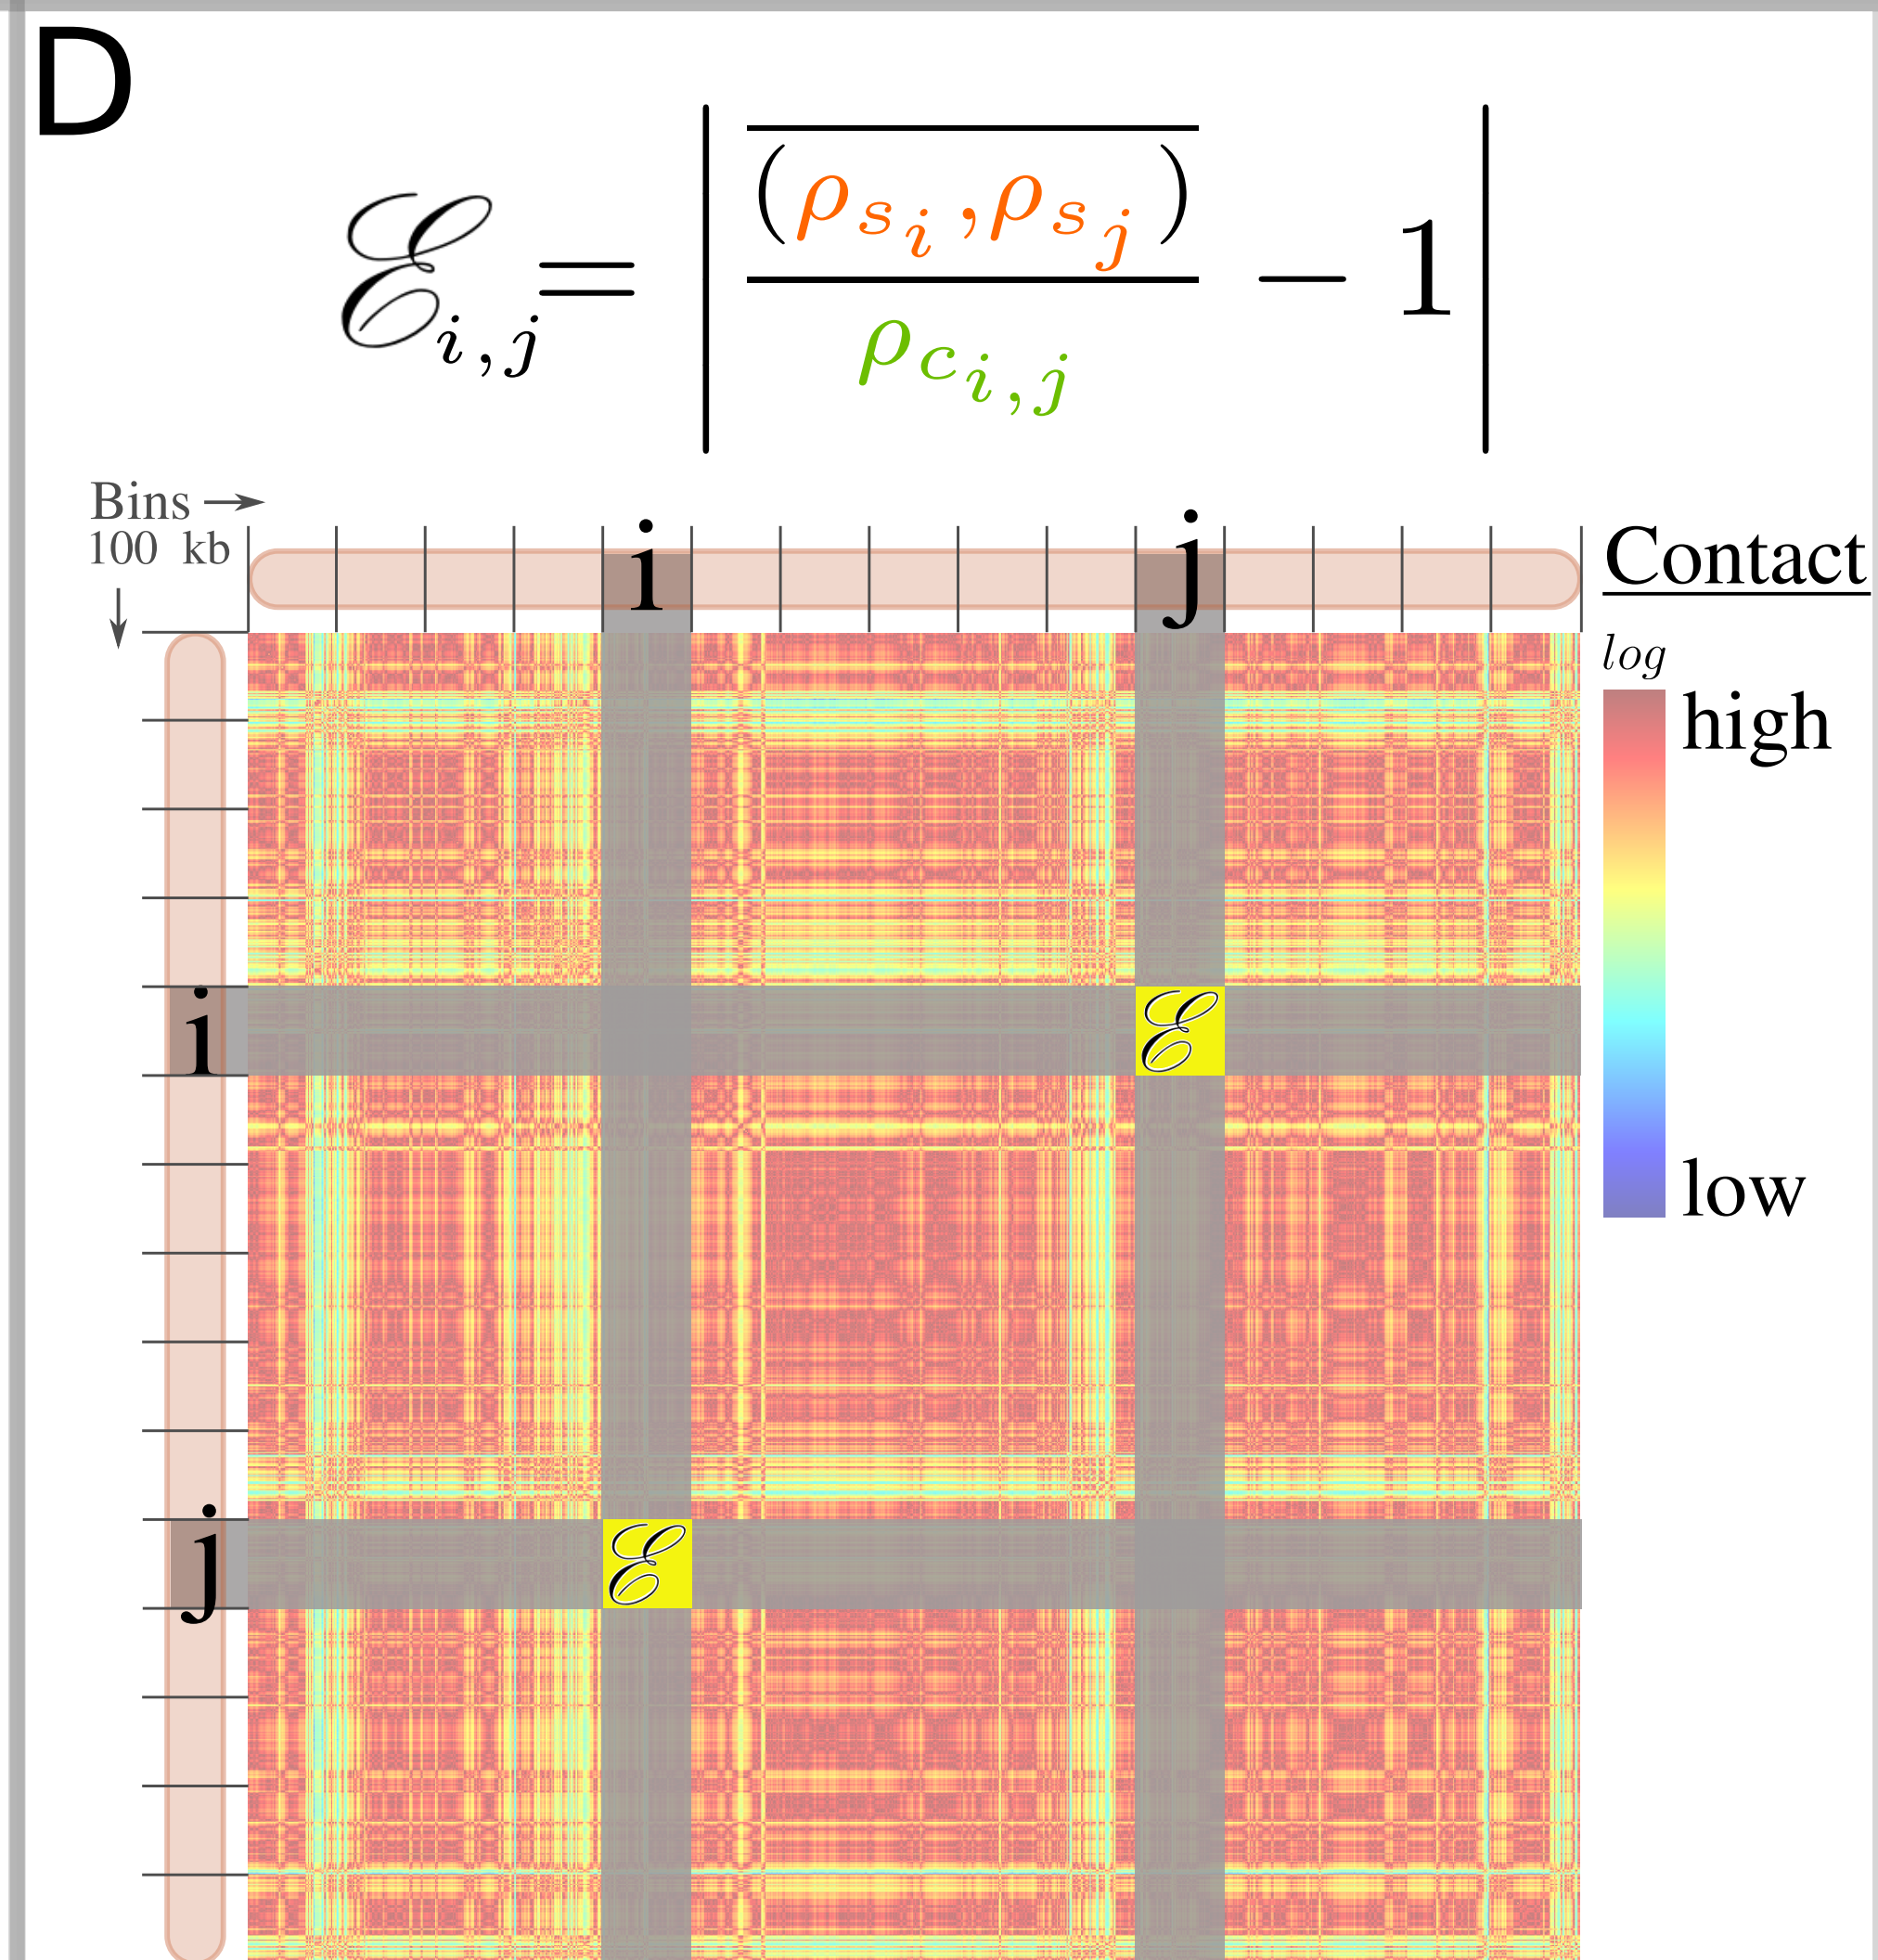 D
ℰi,j = | (ρsi, ρsj) / ρci,j − 1 |
Bins
100 kb
i
j
Contact
log
high
low
i
ℰ
j
ℰ